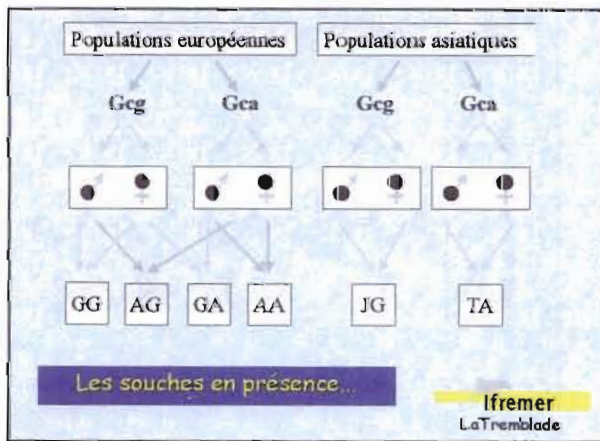 Populations européennes
Populations asiatiques
Gcg
Gca
Gcg
Gca
♂ ♀
♂ ♀
♂ ♀
♂ ♀
GG
AG
GA
AA
JG
TA
Les souches en présence...
Ifremer
LaTremblade